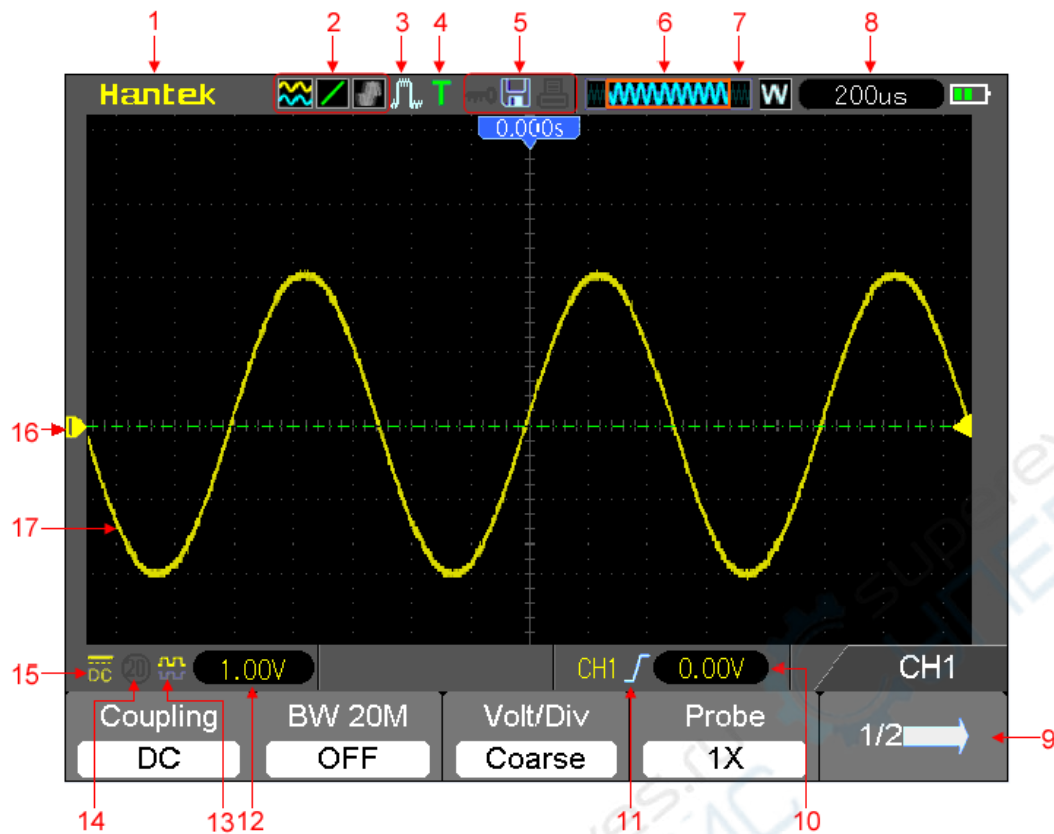 1 2 3 4 5 6 7 8
Hantek T W 200us
0.000s
16
17
15 DC 20 1.00V CH1 0.00V CH1
Coupling BW 20M Volt/Div Probe 1/2 9
DC OFF Coarse 1X
14 13 12 11 10